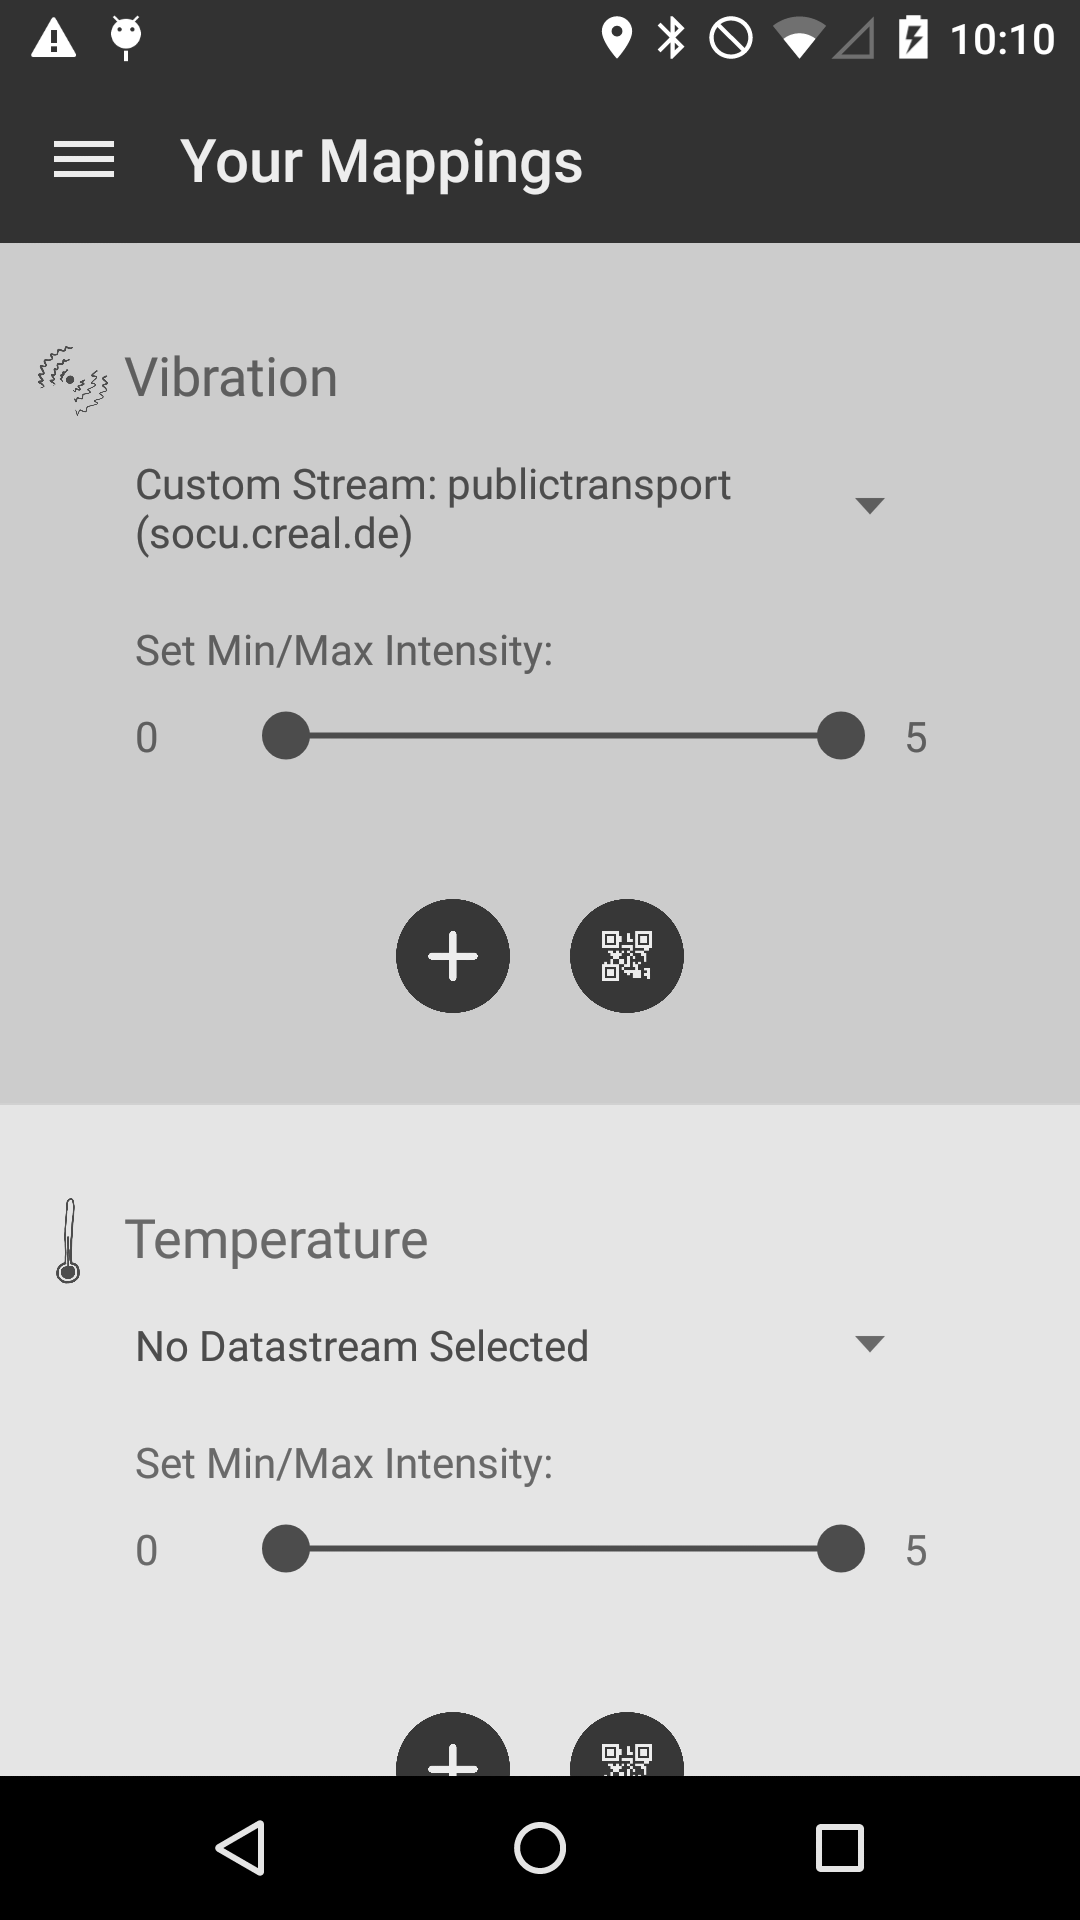 10:10
Your Mappings
Vibration
Custom Stream: publictransport
(socu.creal.de)
Set Min/Max Intensity:
0 5
Temperature
No Datastream Selected
Set Min/Max Intensity:
0 5